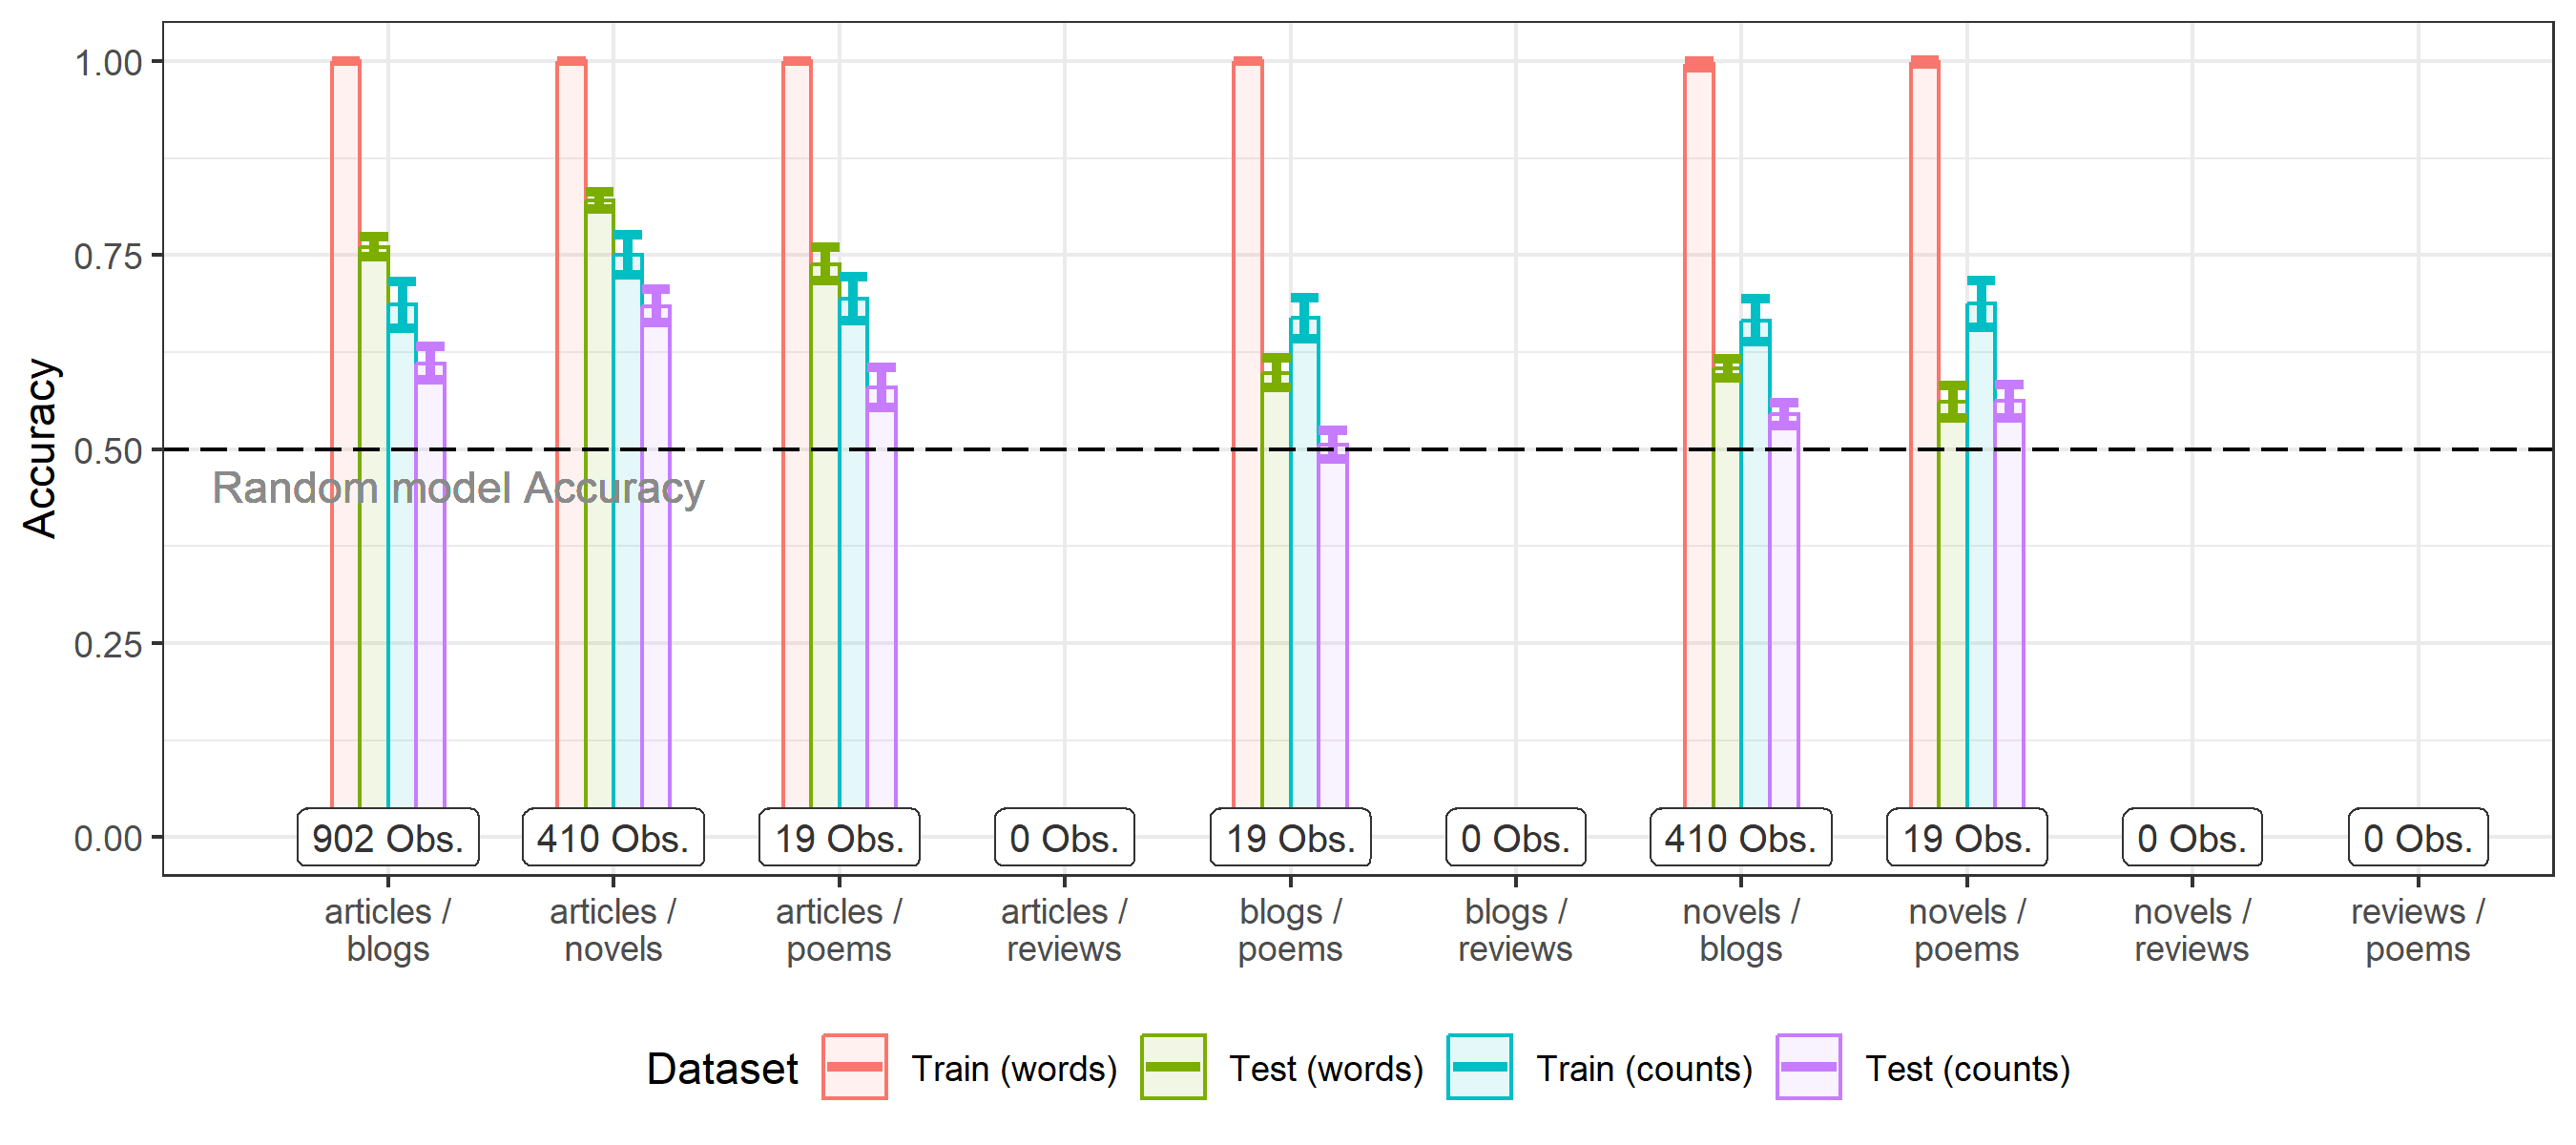 1.00
0.75
0.50
0.25
0.00
Accuracy
Random model Accuracy
902 Obs.
410 Obs.
19 Obs.
0 Obs.
19 Obs.
0 Obs.
410 Obs.
19 Obs.
0 Obs.
0 Obs.
articles /
blogs
articles /
novels
articles /
poems
articles /
reviews
blogs /
poems
blogs /
reviews
novels /
blogs
novels /
poems
novels /
reviews
reviews /
poems
Dataset
Train (words)
Test (words)
Train (counts)
Test (counts)